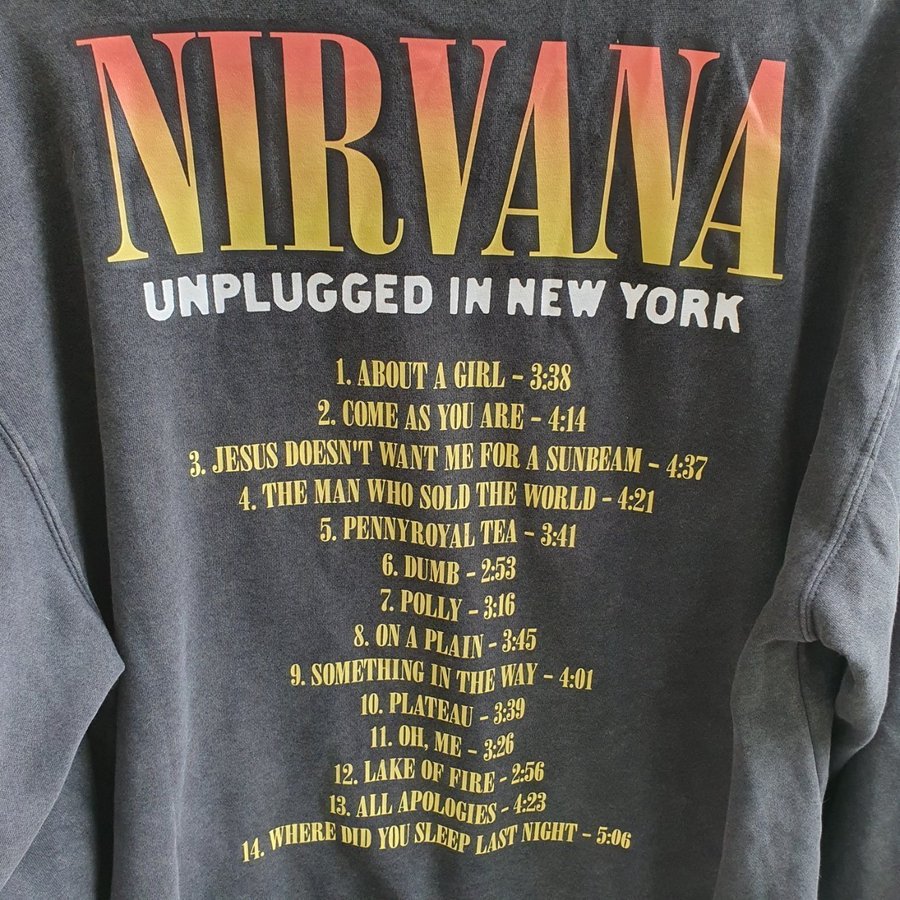 NIRVANA
UNPLUGGED IN NEW YORK
1. ABOUT A GIRL - 3:38
2. COME AS YOU ARE - 4:14
3. JESUS DOESN'T WANT ME FOR A SUNBEAM - 4:37
4. THE MAN WHO SOLD THE WORLD - 4:21
5. PENNYROYAL TEA - 3:41
6. DUMB - 2:53
7. POLLY - 3:16
8. ON A PLAIN - 3:45
9. SOMETHING IN THE WAY - 4:01
10. PLATEAU - 3:39
11. OH, ME - 3:26
12. LAKE OF FIRE - 2:56
13. ALL APOLOGIES - 4:23
14. WHERE DID YOU SLEEP LAST NIGHT - 5:06